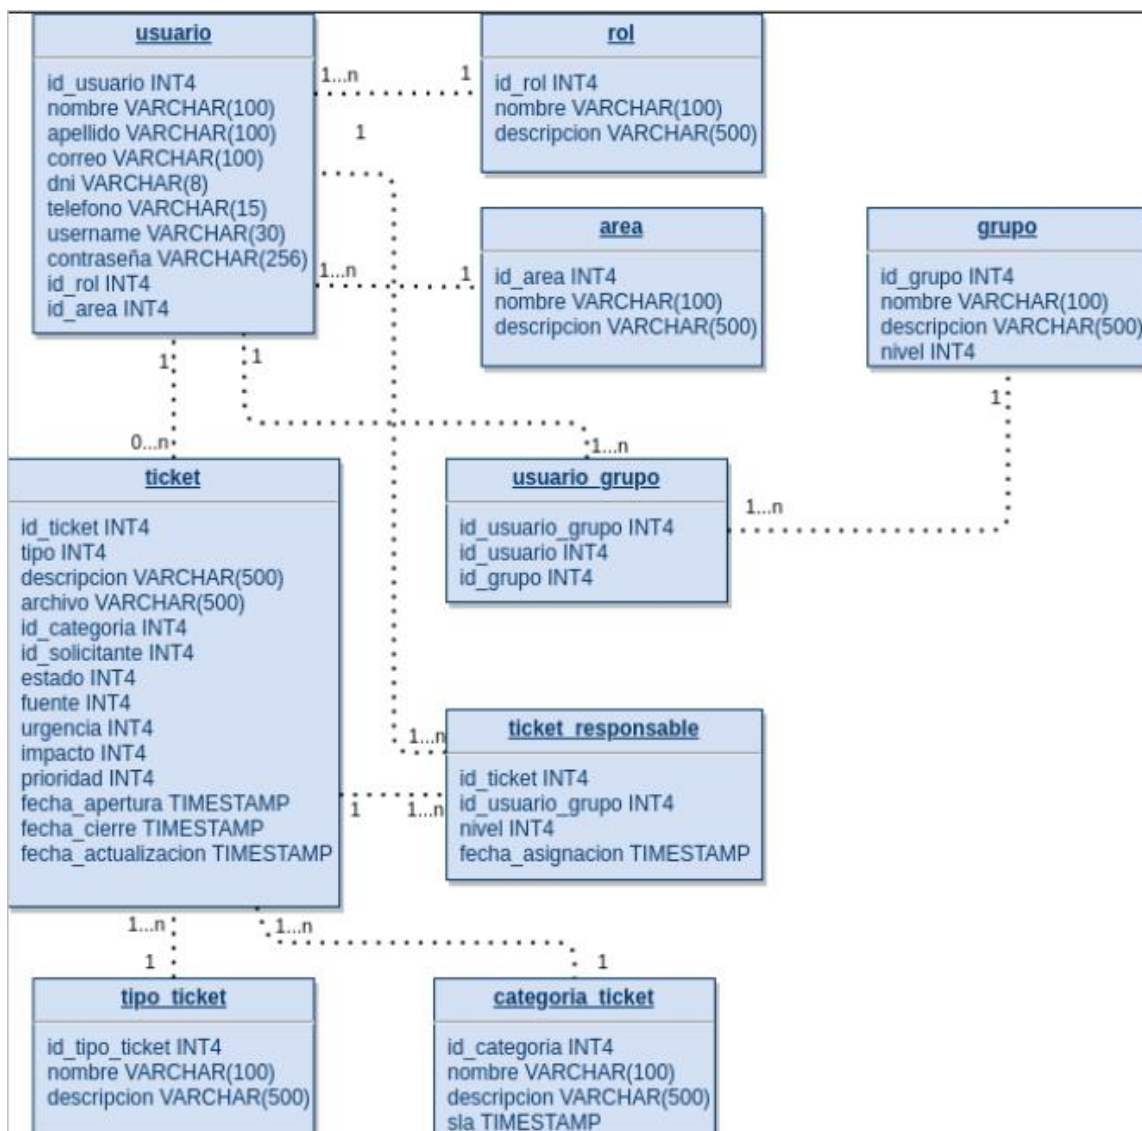 usuario
id_usuario INT4
nombre VARCHAR(100)
apellido VARCHAR(100)
correo VARCHAR(100)
dni VARCHAR(8)
telefono VARCHAR(15)
username VARCHAR(30)
contraseña VARCHAR(256)
id_rol INT4
id_area INT4
1...n
1
rol
id_rol INT4
nombre VARCHAR(100)
descripcion VARCHAR(500)
1
1...n
1
area
id_area INT4
nombre VARCHAR(100)
descripcion VARCHAR(500)
grupo
id_grupo INT4
nombre VARCHAR(100)
descripcion VARCHAR(500)
nivel INT4
1
1
1
0...n
1...n
1...n
ticket
id_ticket INT4
tipo INT4
descripcion VARCHAR(500)
archivo VARCHAR(500)
id_categoria INT4
id_solicitante INT4
estado INT4
fuente INT4
urgencia INT4
impacto INT4
prioridad INT4
fecha_apertura TIMESTAMP
fecha_cierre TIMESTAMP
fecha_actualizacion TIMESTAMP
usuario_grupo
id_usuario_grupo INT4
id_usuario INT4
id_grupo INT4
1...n
1
1...n
ticket_responsable
id_ticket INT4
id_usuario_grupo INT4
nivel INT4
fecha_asignacion TIMESTAMP
1...n
1
1...n
1
tipo_ticket
id_tipo_ticket INT4
nombre VARCHAR(100)
descripcion VARCHAR(500)
categoria_ticket
id_categoria INT4
nombre VARCHAR(100)
descripcion VARCHAR(500)
sla TIMESTAMP